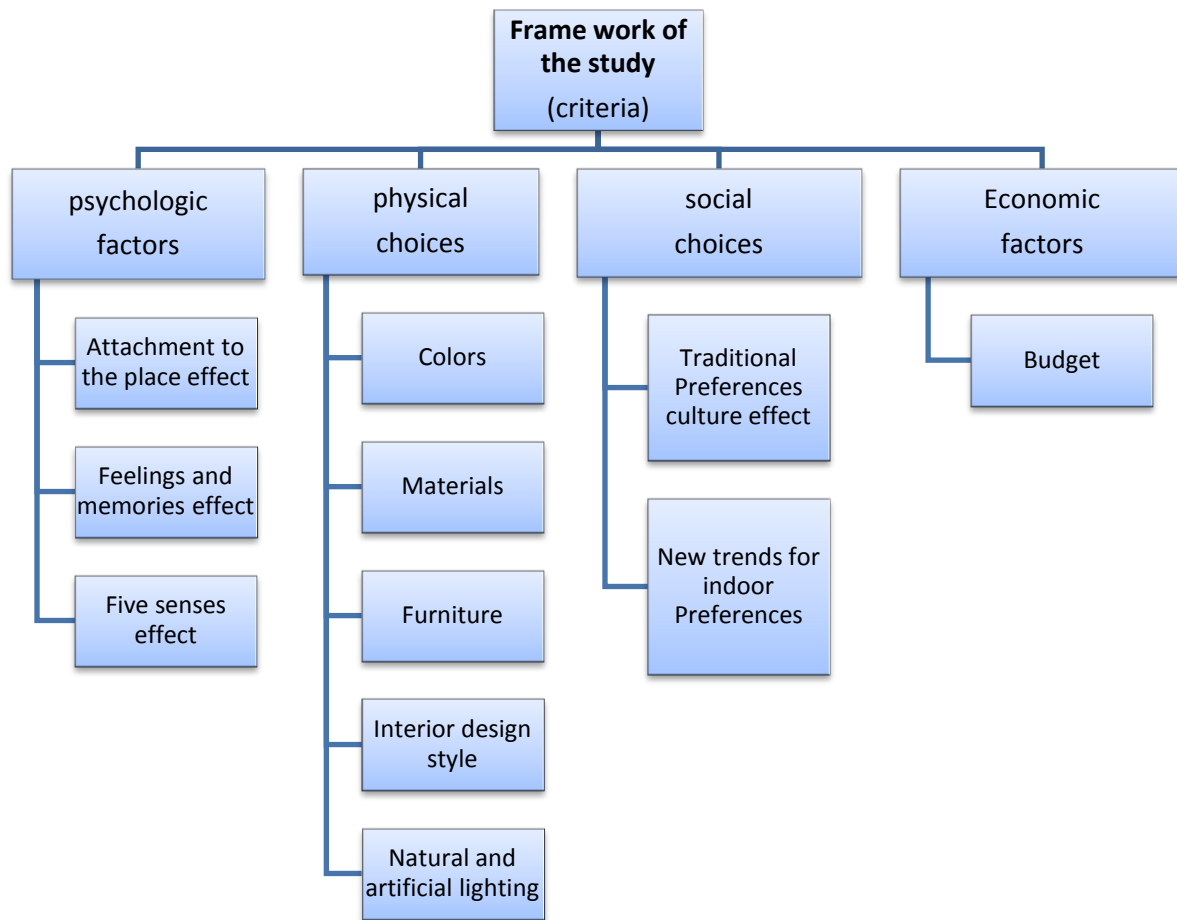 Frame work of
the study
(criteria)
psychologic
factors
Attachment to
the place effect
Feelings and
memories effect
Five senses
effect
physical
choices
Colors
Materials
Furniture
Interior design
style
Natural and
artificial lighting
social
choices
Traditional
Preferences
culture effect
New trends for
indoor
Preferences
Economic
factors
Budget